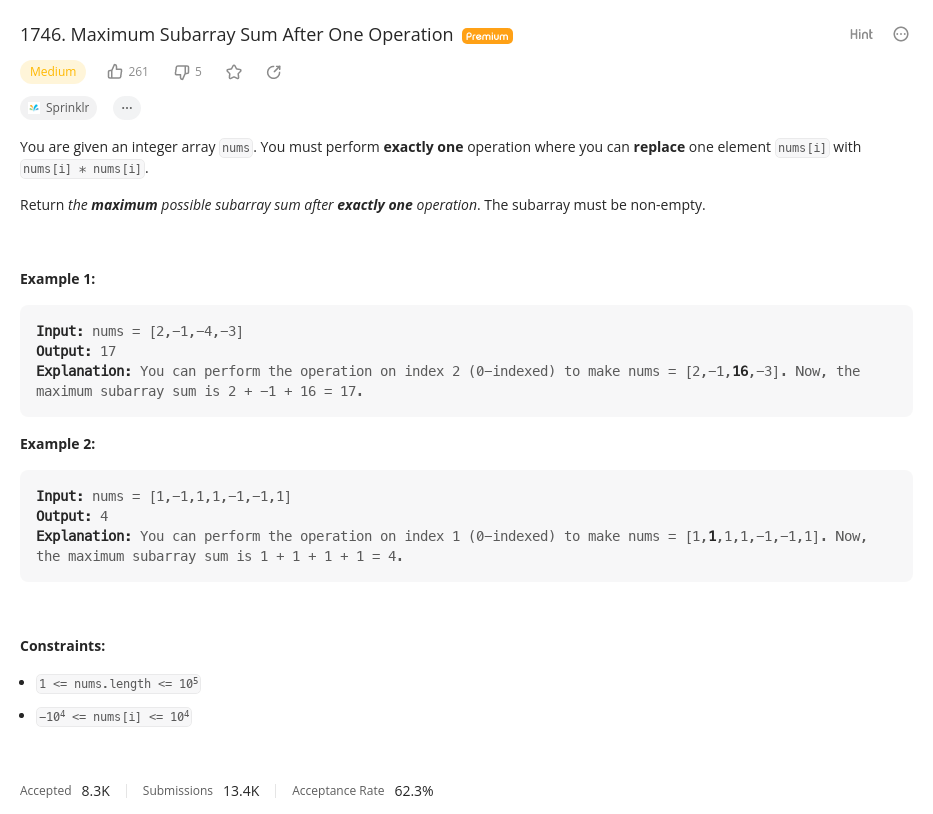 1746. Maximum Subarray Sum After One Operation Premium Hint
Medium 261 5
Sprinklr ...
You are given an integer array nums. You must perform exactly one operation where you can replace one element nums[i] with
nums[i] * nums[i].
Return the maximum possible subarray sum after exactly one operation. The subarray must be non-empty.
Example 1:
Input: nums = [2,-1,-4,-3]
Output: 17
Explanation: You can perform the operation on index 2 (0-indexed) to make nums = [2,-1,16,-3]. Now, the
maximum subarray sum is 2 + -1 + 16 = 17.
Example 2:
Input: nums = [1,-1,1,1,-1,-1,1]
Output: 4
Explanation: You can perform the operation on index 1 (0-indexed) to make nums = [1,1,1,1,-1,-1,1]. Now,
the maximum subarray sum is 1 + 1 + 1 + 1 = 4.
Constraints:
• 1 <= nums.length <= 10⁵
• -10⁴ <= nums[i] <= 10⁴
Accepted 8.3K Submissions 13.4K Acceptance Rate 62.3%